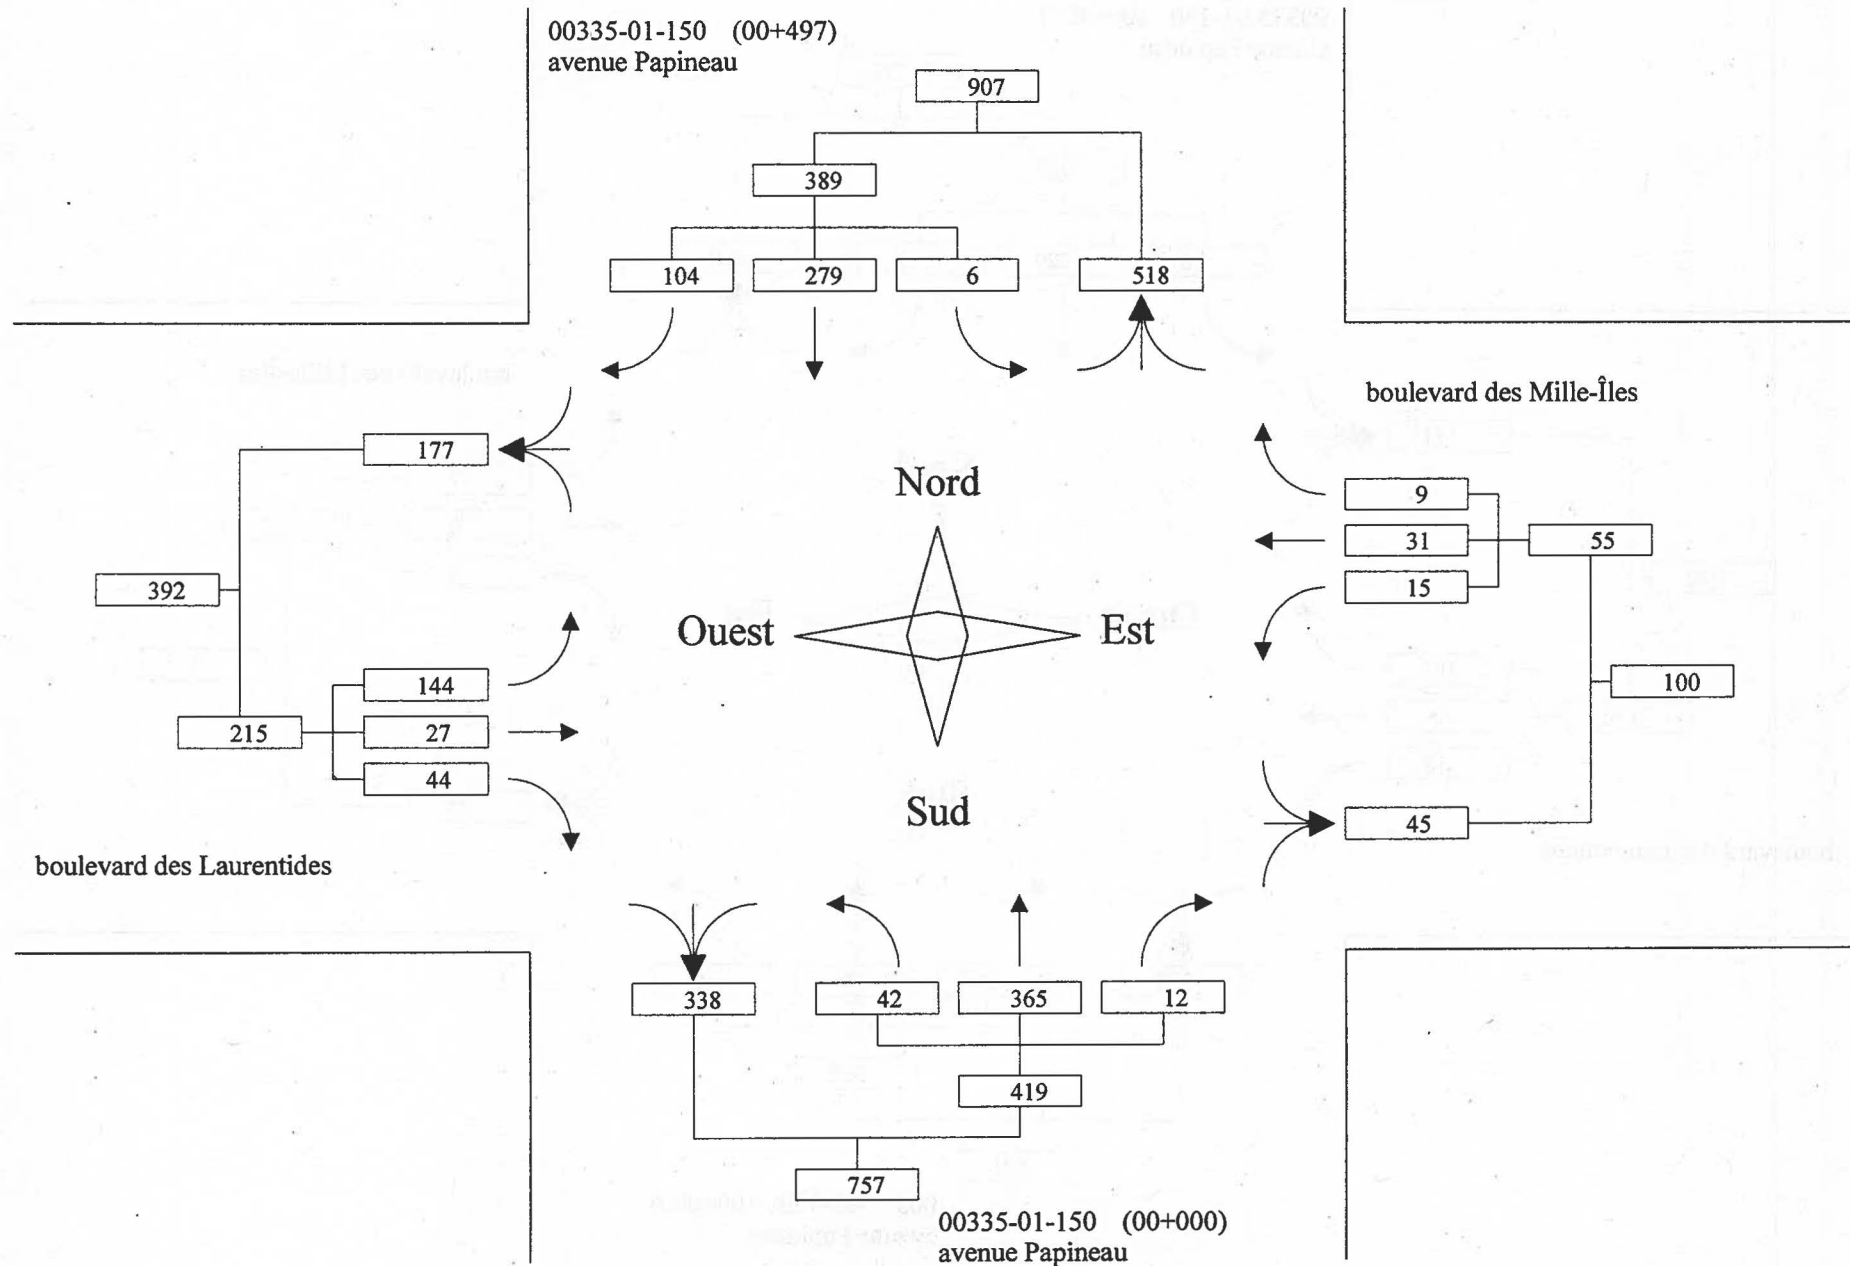 00335-01-150 (00+497)
avenue Papineau
907
389
104 279 6 518
boulevard des Mille-Îles
177
Nord
9
31 55
15
392
Ouest Est
144
100
215 27
44
Sud
45
boulevard des Laurentides
338 42 365 12
419
757
00335-01-150 (00+000)
avenue Papineau